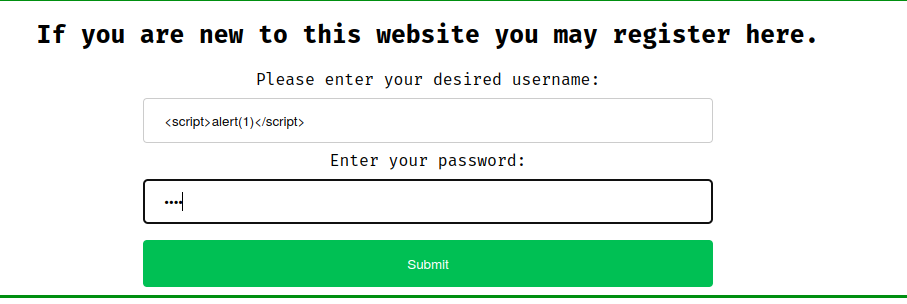 If you are new to this website you may register here.
Please enter your desired username:
<script>alert(1)</script>
Enter your password:
••••
Submit